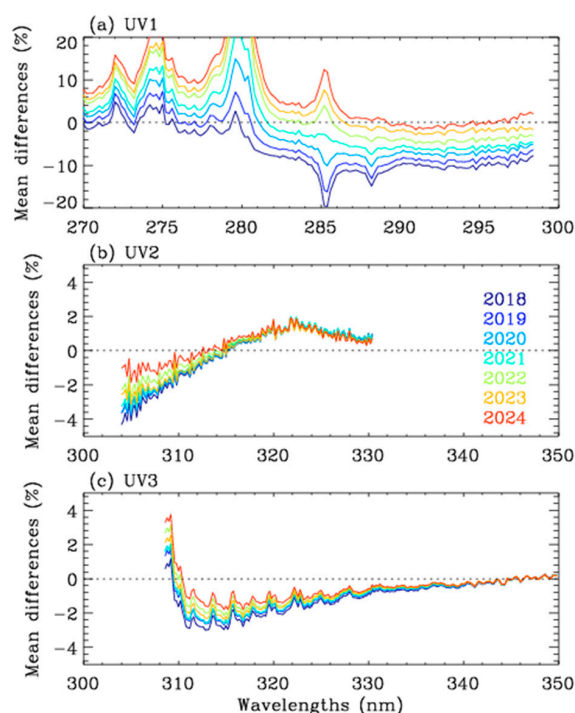 (a) UV1
Mean differences (%)
20
10
0
-10
-20
270 275 280 285 290 295 300
(b) UV2
Mean differences (%)
4
2
0
-2
-4
2018
2019
2020
2021
2022
2023
2024
300 310 320 330 340 350
(c) UV3
Mean differences (%)
4
2
0
-2
-4
300 310 320 330 340 350
Wavelengths (nm)